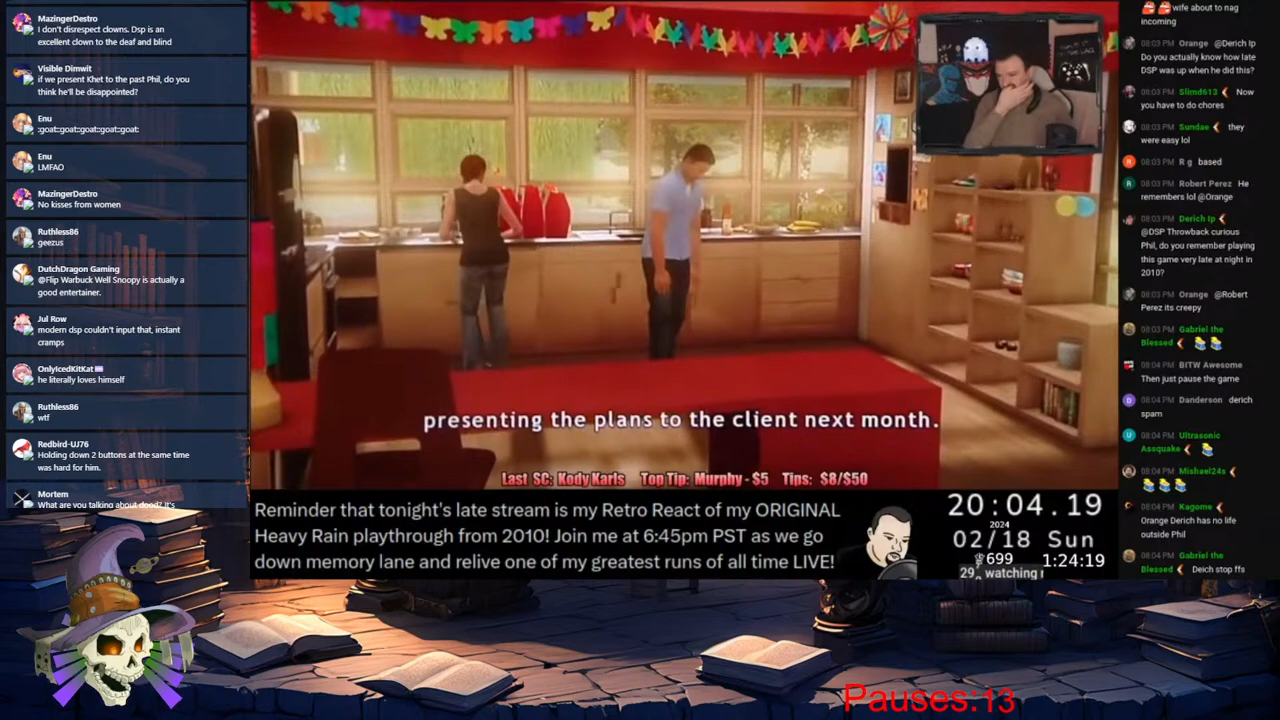 MazingerDestro
I don't disrespect clowns. Dsp is an
excellent clown to the deaf and blind
Visible Dimwit
if we present Khet to the past Phil, do you
think he'll be disappointed?
Enu
:goat::goat::goat::goat::goat:
Enu
LMFAO
MazingerDestro
No kisses from women
Ruthless86
geezus
DutchDragon Gaming
@Flip Warbuck Well Snoopy is actually a
good entertainer.
Jul Row
modern dsp couldn't input that, instant
cramps
OnlyIcedKitKat
he literally loves himself
Ruthless86
wtf
Redbird-UJ76
Holding down 2 buttons at the same time
was hard for him.
Mortem
What are you talking about dood? It's
presenting the plans to the client next month.
Last SC: Kody Karls Top Tip: Murphy - $5 Tips: $8/$50
Reminder that tonight's late stream is my Retro React of my ORIGINAL
Heavy Rain playthrough from 2010! Join me at 6:45pm PST as we go
down memory lane and relive one of my greatest runs of all time LIVE!
20:04.19
2024
02/18 Sun
699
1:24:19
watching
wife about to nag
incoming
08:03 PM Orange @Derich Ip
Do you actually know how late
DSP was up when he did this?
08:03 PM Slimd613 Now
you have to do chores
08:03 PM Sundae they
were easy lol
08:03 PM R g based
08:03 PM Robert Perez He
remembers lol @Orange
08:03 PM Derich Ip
@DSP Throwback curious
Phil, do you remember playing
this game very late at night in
2010?
08:03 PM Orange @Robert
Perez its creepy
08:03 PM Gabriel the
Blessed
08:04 PM BITW Awesome
Then just pause the game
08:04 PM Danderson derich
spam
08:04 PM Ultrasonic
Assquake
08:04 PM Mishael24s
08:04 PM Kagome
Orange Derich has no life
outside Phil
08:04 PM Gabriel the
Blessed Deich stop ffs
Pauses:13